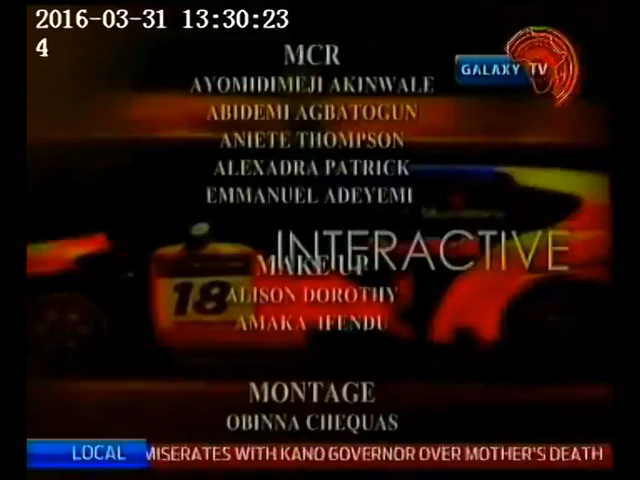 2016-03-31 13:30:23
4
MCR
GALAXY TV
AYOMIDIMEJI AKINWALE
ABIDEMI AGBATOGUN
ANIETE THOMPSON
ALEXADRA PATRICK
EMMANUEL ADEYEMI
INTERACTIVE
MAKE UP
18
ALISON DOROTHY
AMAKA IFENDU
MONTAGE
OBINNA CHEQUAS
LOCAL
MISERATES WITH KANO GOVERNOR OVER MOTHER'S DEATH